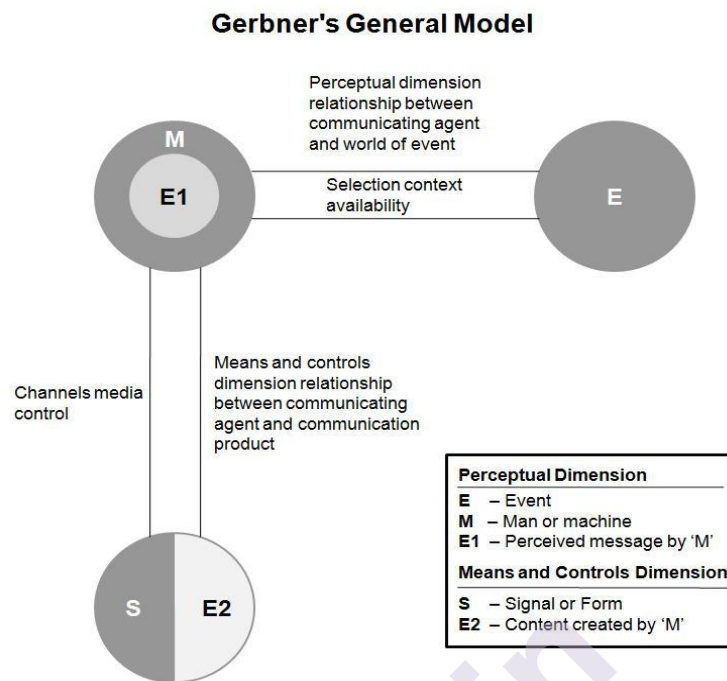 Gerbner's General Model
Perceptual dimension
relationship between
communicating agent
and world of event
M
E1
Selection context
availability
E
Channels media
control
Means and controls
dimension relationship
between communicating
agent and communication
product
S
E2
Perceptual Dimension
E – Event
M – Man or machine
E1 – Perceived message by ‘M’
Means and Controls Dimension
S – Signal or Form
E2 – Content created by ‘M’
in